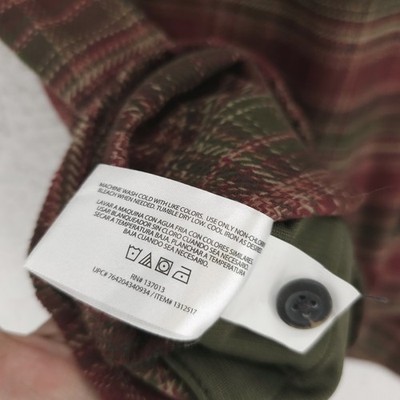 MACHINE WASH COLD WITH LIKE COLORS. USE ONLY NON-CHLORINE
BLEACH WHEN NEEDED. TUMBLE DRY LOW. COOL IRON AS DESIRED.
LAVAR A MAQUINA CON AGUA FRIA CON COLORES SIMILARES.
USAR BLANQUEADOR SIN CLORO CUANDO SEA NECESARIO.
SECAR A TEMPERATURA BAJA. PLANCHAR A TEMPERATURA
BAJA CUANDO SEA NECESARIO.
RN# 137013
UPC# 764204340934 / ITEM# 1312517